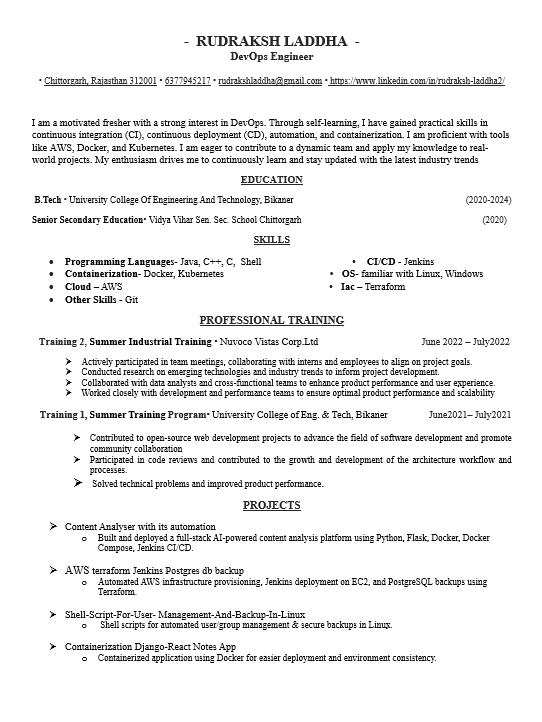 - RUDRAKSH LADDHA -
DevOps Engineer
• Chittorgarh, Rajasthan 312001 • 6377945217 • rudrakshladdha@gmail.com • https://www.linkedin.com/in/rudraksh-laddha2/
I am a motivated fresher with a strong interest in DevOps. Through self-learning, I have gained practical skills in
continuous integration (CI), continuous deployment (CD), automation, and containerization. I am proficient with tools
like AWS, Docker, and Kubernetes. I am eager to contribute to a dynamic team and apply my knowledge to real-
world projects. My enthusiasm drives me to continuously learn and stay updated with the latest industry trends
EDUCATION
B.Tech • University College Of Engineering And Technology, Bikaner (2020-2024)
Senior Secondary Education• Vidya Vihar Sen. Sec. School Chittorgarh (2020)
SKILLS
• Programming Languages- Java, C++, C, Shell • CI/CD - Jenkins
• Containerization- Docker, Kubernetes • OS- familiar with Linux, Windows
• Cloud – AWS • Iac – Terraform
• Other Skills - Git
PROFESSIONAL TRAINING
Training 2, Summer Industrial Training • Nuvoco Vistas Corp.Ltd June 2022 – July2022
➢ Actively participated in team meetings, collaborating with interns and employees to align on project goals.
➢ Conducted research on emerging technologies and industry trends to inform project development.
➢ Collaborated with data analysts and cross-functional teams to enhance product performance and user experience.
➢ Worked closely with development and planning teams to ensure optimal product performance and scalability
Training 1, Summer Training Program• University College of Eng. & Tech, Bikaner June2021– July2021
➢ Contributed to open-source web development projects to advance the field of software development and promote
community collaboration
➢ Participated in code reviews and contributed to the growth and development of the architecture workflow and
processes.
➢ Solved technical problems and improved product performance.
PROJECTS
➢ Content Analyser with its automation
o Built and deployed a full-stack AI-powered content analysis platform using Python, Flask, Docker, Docker
Compose, Jenkins CI/CD.
➢ AWS terraform Jenkins Postgres db backup
o Automated AWS infrastructure provisioning, Jenkins deployment on EC2, and PostgreSQL backups using
Terraform.
➢ Shell-Script-For-User- Management-And-Backup-In-Linux
o Shell scripts for automated user/group management & secure backups in Linux.
➢ Containerization Django-React Notes App
o Containerized application using Docker for easier deployment and environment consistency.